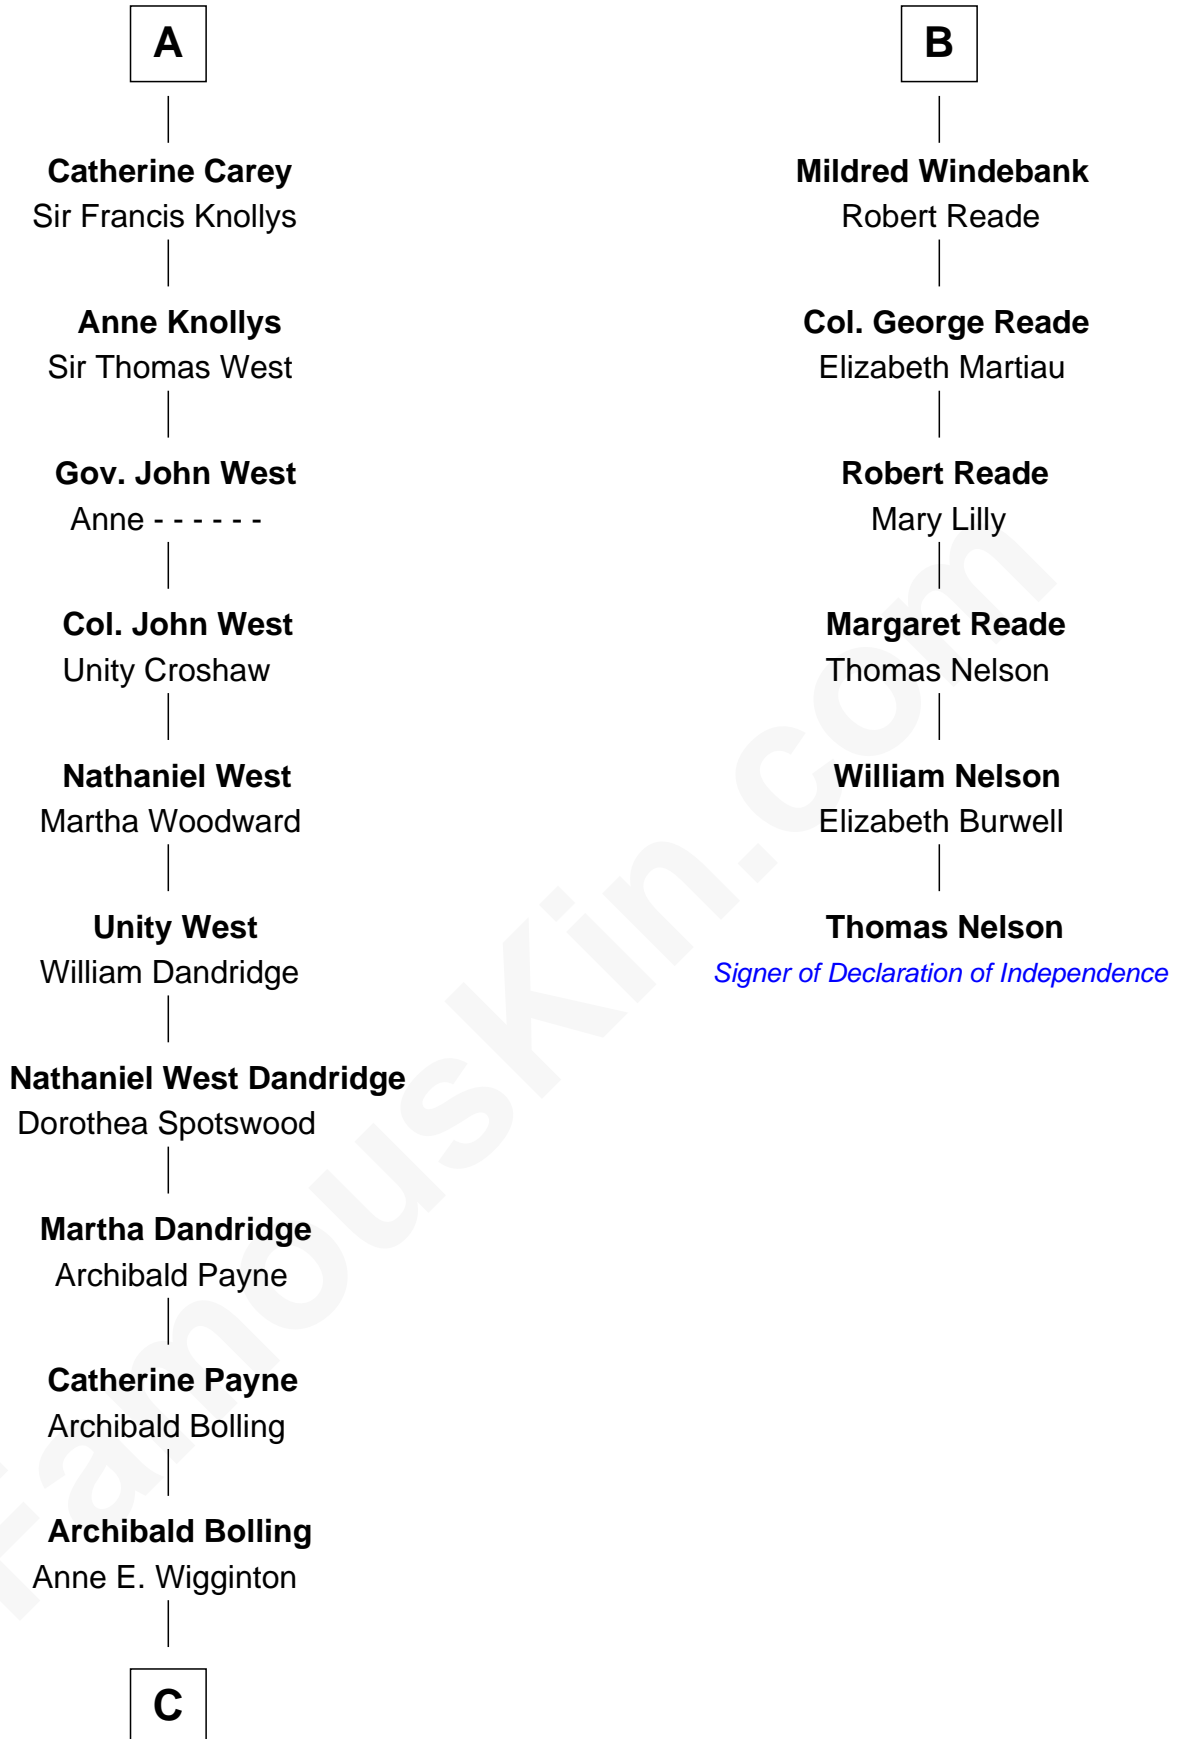 A
Catherine Carey
Sir Francis Knollys
Anne Knollys
Sir Thomas West
Gov. John West
Anne - - - - - -
Col. John West
Unity Croshaw
Nathaniel West
Martha Woodward
Unity West
William Dandridge
Nathaniel West Dandridge
Dorothea Spotswood
Martha Dandridge
Archibald Payne
Catherine Payne
Archibald Bolling
Archibald Bolling
Anne E. Wigginton
C
B
Mildred Windebank
Robert Reade
Col. George Reade
Elizabeth Martiau
Robert Reade
Mary Lilly
Margaret Reade
Thomas Nelson
William Nelson
Elizabeth Burwell
Thomas Nelson
Signer of Declaration of Independence
FamousKin.com